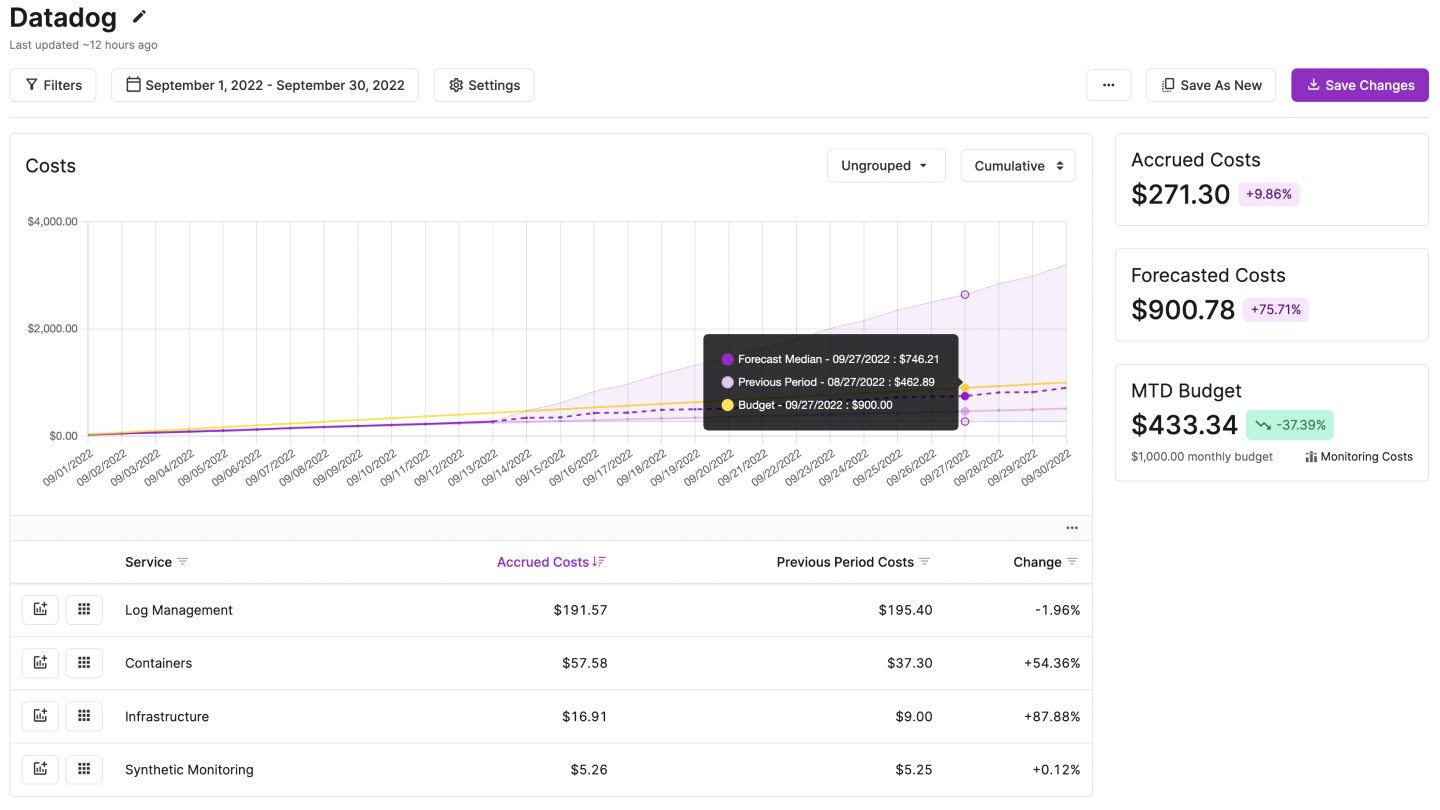 Datadog
Last updated ~12 hours ago
Filters
September 1, 2022 - September 30, 2022
Settings
...
Save As New
Save Changes
Costs
Ungrouped
Cumulative
$4,000.00
$2,000.00
$0.00
Forecast Median - 09/27/2022 : $746.21
Previous Period - 08/27/2022 : $462.89
Budget - 09/27/2022 : $900.00
09/01/2022 09/02/2022 09/03/2022 09/04/2022 09/05/2022 09/06/2022 09/07/2022 09/08/2022 09/09/2022 09/10/2022 09/11/2022 09/12/2022 09/13/2022 09/14/2022 09/15/2022 09/16/2022 09/17/2022 09/18/2022 09/19/2022 09/20/2022 09/21/2022 09/22/2022 09/23/2022 09/24/2022 09/25/2022 09/26/2022 09/27/2022 09/28/2022 09/29/2022 09/30/2022
Accrued Costs
$271.30 +9.86%
Forecasted Costs
$900.78 +75.71%
MTD Budget
$433.34 -37.39%
$1,000.00 monthly budget Monitoring Costs
...
Service Accrued Costs Previous Period Costs Change
Log Management $191.57 $195.40 -1.96%
Containers $57.58 $37.30 +54.36%
Infrastructure $16.91 $9.00 +87.88%
Synthetic Monitoring $5.26 $5.25 +0.12%